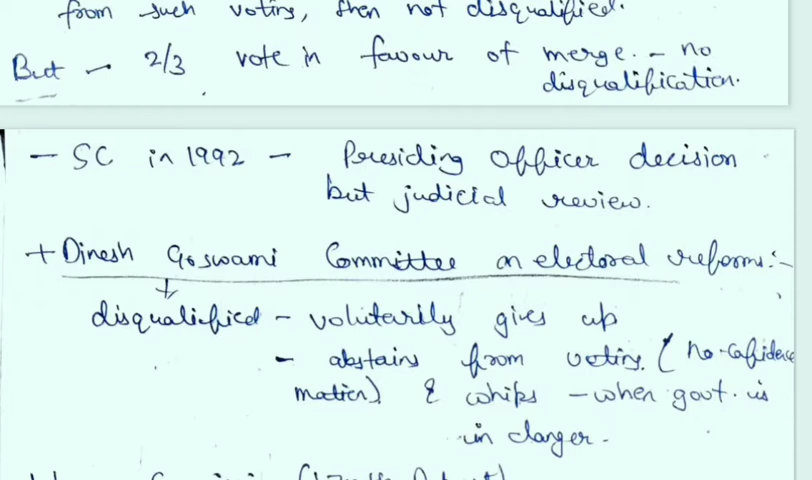 from such voting, then not disqualified.
But - 2/3 vote in favour of merge. - no
disqualification.
- SC in 1992 - Presiding Officer decision
but judicial review.
+ Dinesh Goswami Committee on electoral reforms:-
disqualified - volutarily gives up
- abstains from voting (no-cofidence
motion) & whips - when govt. is
in danger.